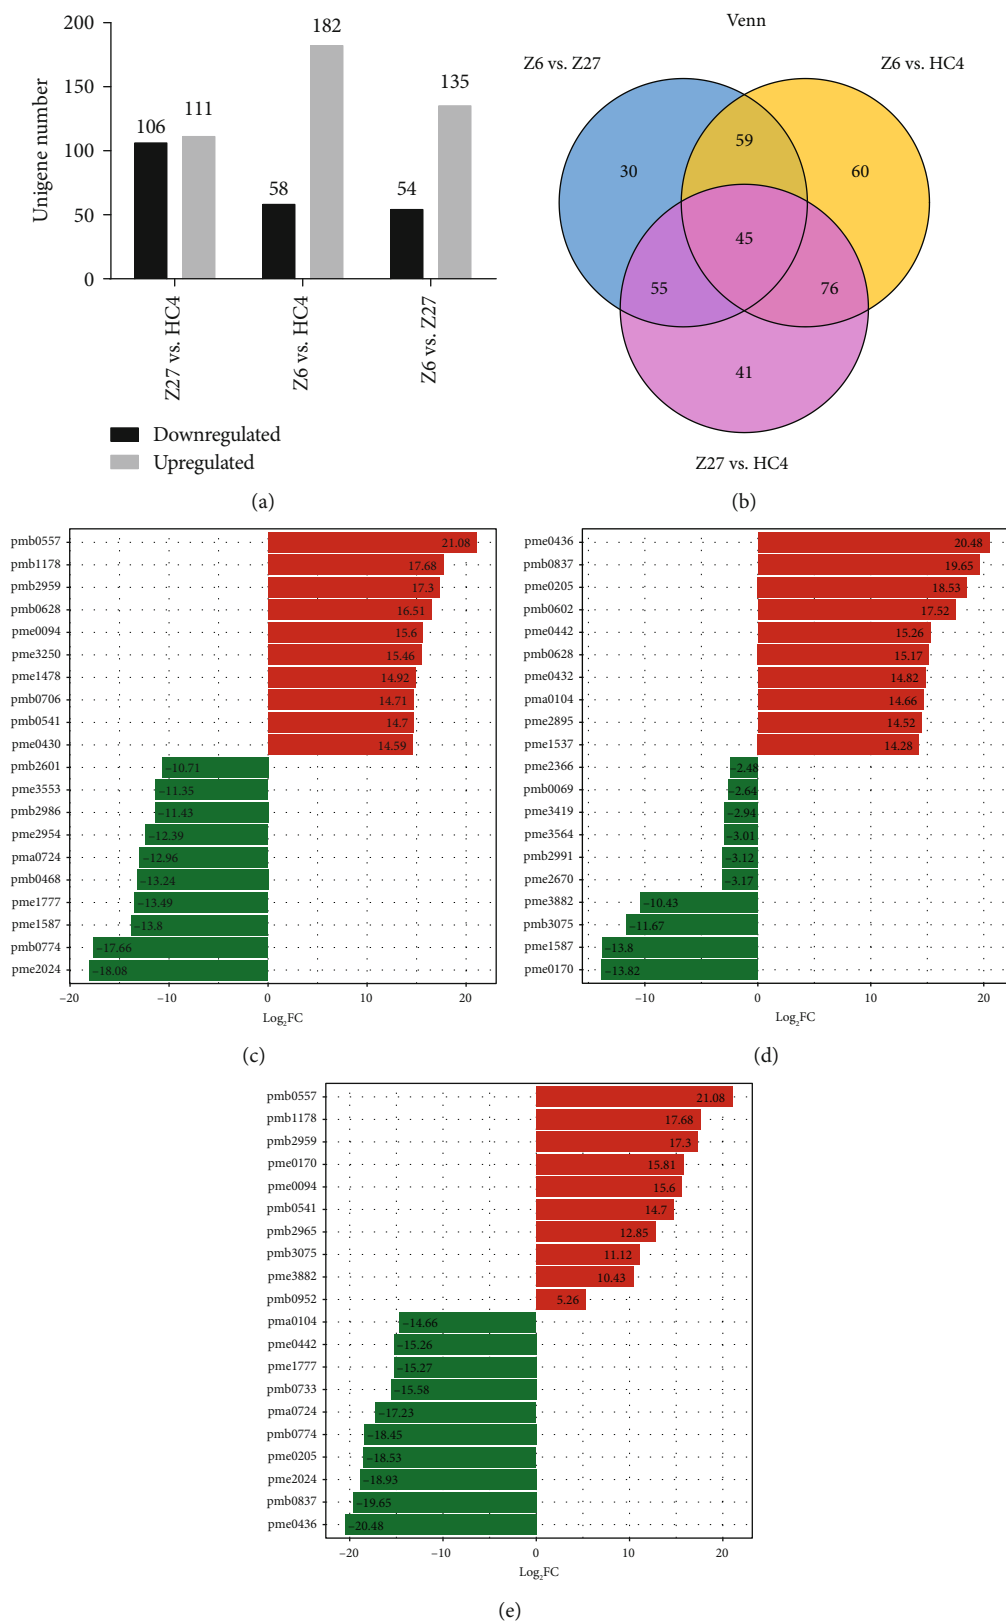 200
150
100
50
0
Unigene number
106
111
58
182
54
135
Z27 vs. HC4
Z6 vs. HC4
Z6 vs. Z27
Downregulated
Upregulated
(a)
Venn
Z6 vs. Z27
Z6 vs. HC4
30
59
60
45
55
76
41
Z27 vs. HC4
(b)
pmb0557 21.08
pmb1178 17.68
pmb2959 17.3
pmb0628 16.51
pme0094 15.6
pme3250 15.46
pme1478 14.92
pmb0706 14.71
pmb0541 14.7
pme0430 14.59
pmb2601 –10.71
pme3553 –11.35
pmb2986 –11.43
pme2954 –12.39
pma0724 –12.96
pmb0468 –13.24
pme1777 –13.49
pme1587 –13.8
pmb0774 –17.66
pme2024 –18.08
–20 –10 0 10 20
Log₂FC
(c)
pme0436 20.48
pmb0837 19.65
pme0205 18.53
pmb0602 17.52
pme0442 15.26
pmb0628 15.17
pme0432 14.82
pma0104 14.66
pme2895 14.52
pme1537 14.28
pme2366 –2.48
pmb0069 –2.64
pme3419 –2.94
pme3564 –3.01
pmb2991 –3.12
pme2670 –3.17
pme3882 –10.43
pmb3075 –11.67
pme1587 –13.8
pme0170 –13.82
–10 0 10 20
Log₂FC
(d)
pmb0557 21.08
pmb1178 17.68
pmb2959 17.3
pme0170 15.81
pme0094 15.6
pmb0541 14.7
pmb2965 12.85
pmb3075 11.12
pme3882 10.43
pmb0952 5.26
pma0104 –14.66
pme0442 –15.26
pme1777 –15.27
pmb0733 –15.58
pma0724 –17.23
pmb0774 –18.45
pme0205 –18.53
pme2024 –18.93
pmb0837 –19.65
pme0436 –20.48
–20 –10 0 10 20
Log₂FC
(e)